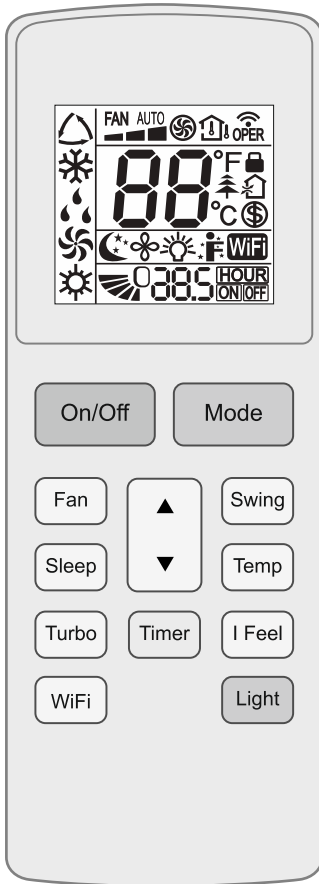 FAN AUTO
OPER
88 °F
°C $
WiFi
HOUR
38.5 ON OFF
On/Off Mode
Fan Swing
Sleep Temp
Turbo Timer I Feel
WiFi Light